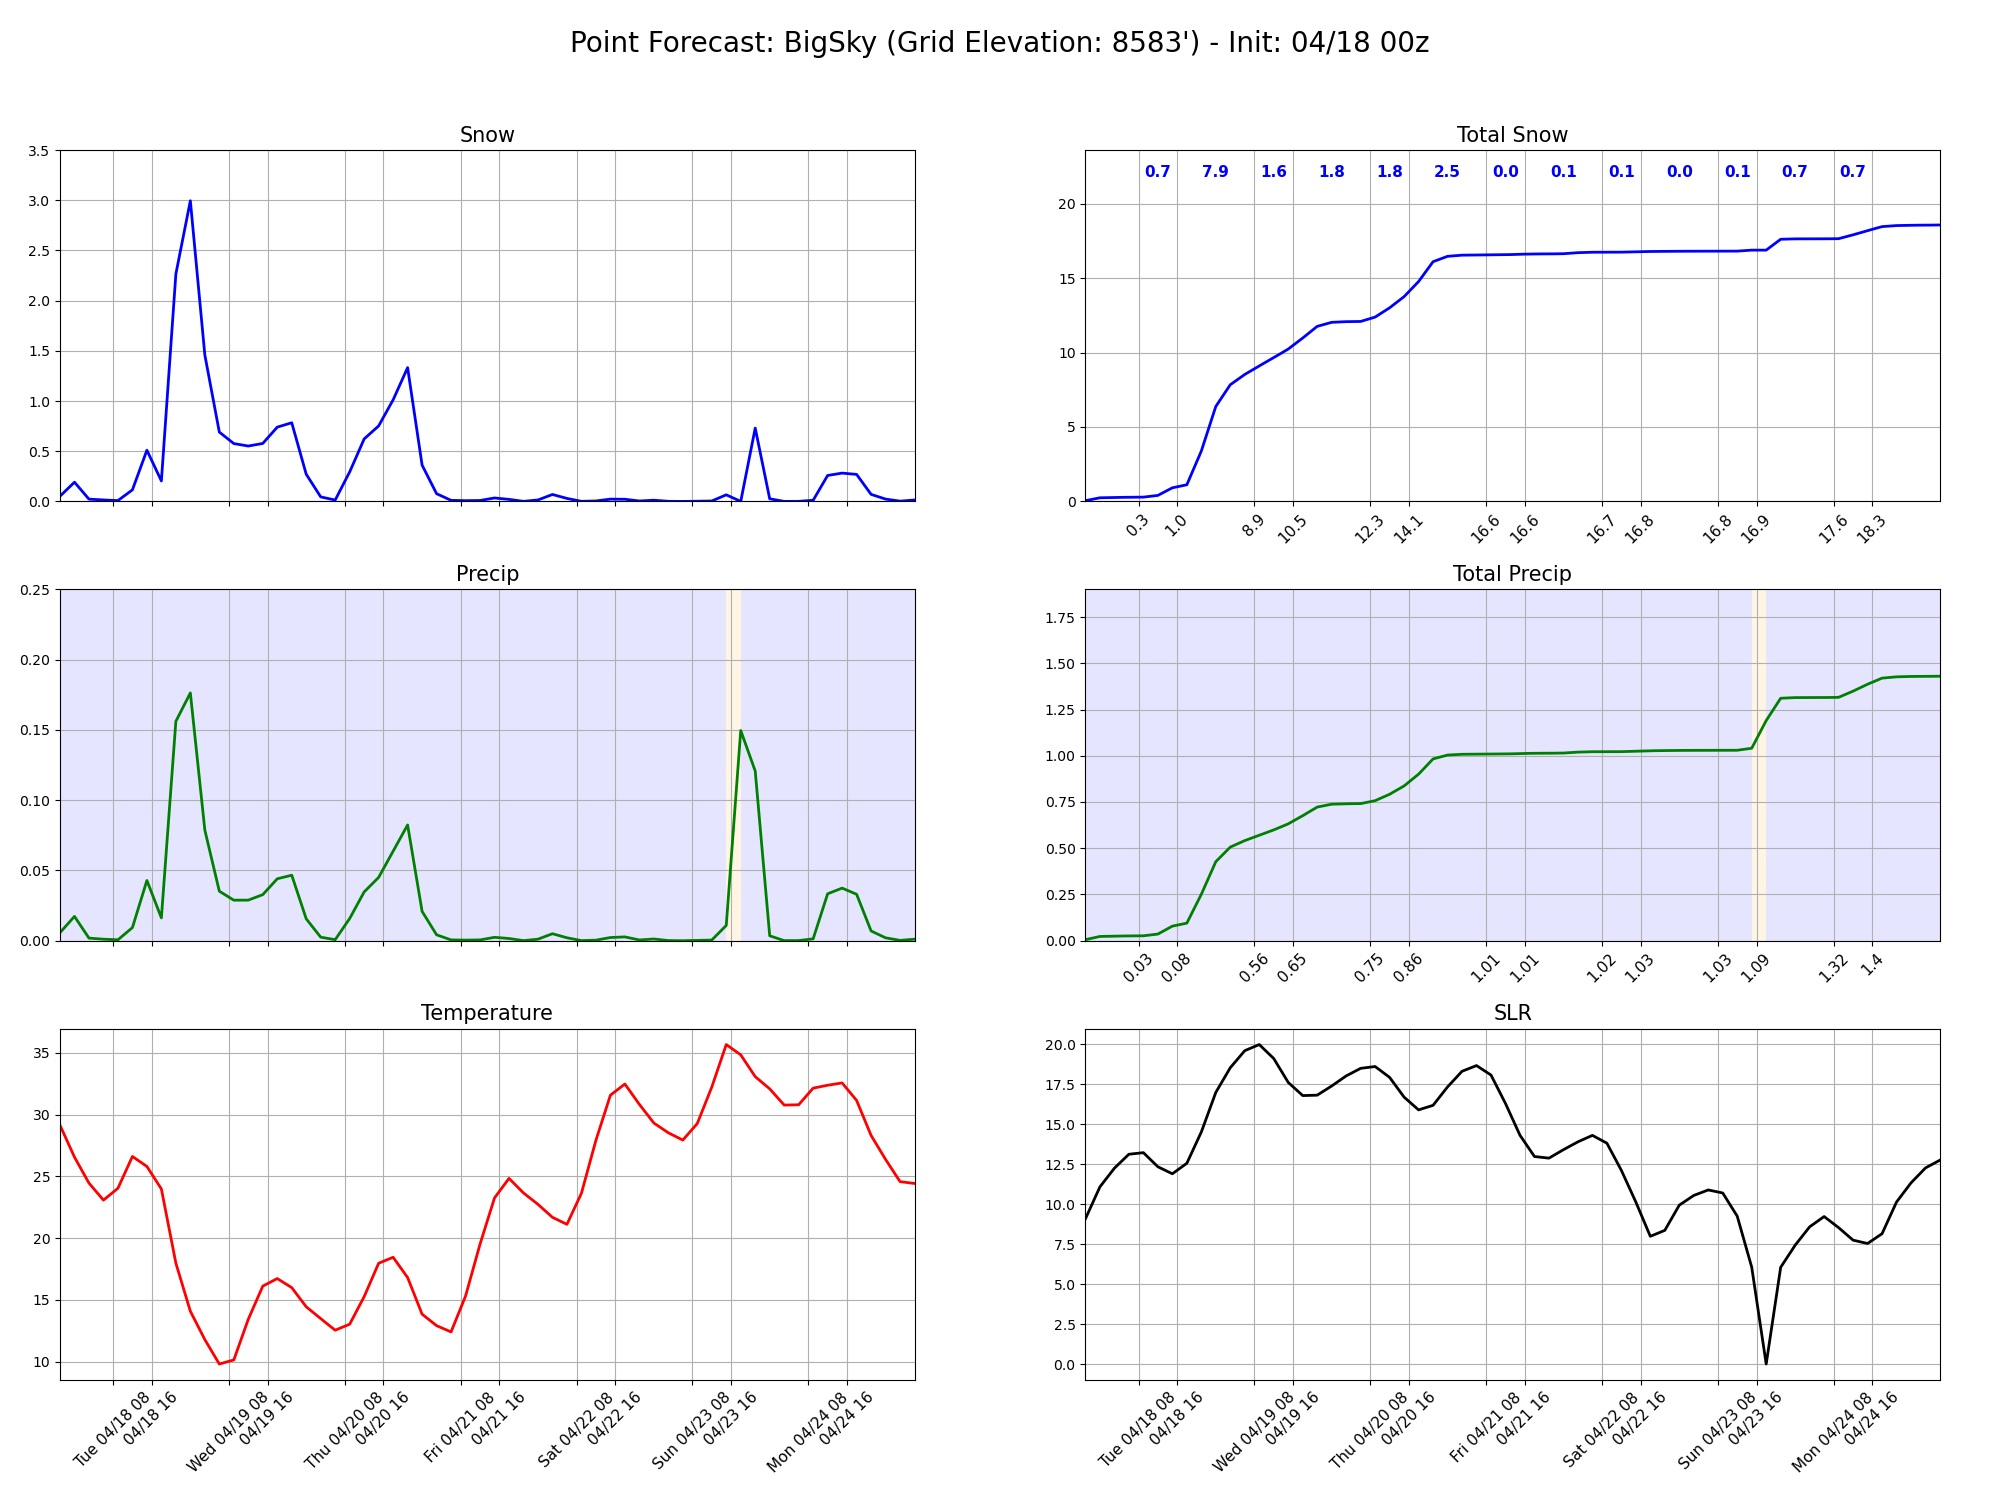 Point Forecast: BigSky (Grid Elevation: 8583') - Init: 04/18 00z
Snow
3.5
3.0
2.5
2.0
1.5
1.0
0.5
0.0
Total Snow
0.7 7.9 1.6 1.8 1.8 2.5 0.0 0.1 0.1 0.0 0.1 0.7 0.7
20
15
10
5
0
0.3 1.0 8.9 10.5 12.3 14.1 16.6 16.6 16.7 16.8 16.8 16.9 17.6 18.3
Precip
0.25
0.20
0.15
0.10
0.05
0.00
Total Precip
1.75
1.50
1.25
1.00
0.75
0.50
0.25
0.00
0.03 0.08 0.56 0.65 0.75 0.86 1.01 1.01 1.02 1.03 1.03 1.09 1.32 1.4
Temperature
35
30
25
20
15
10
Tue 04/18 08
04/18 16
Wed 04/19 08
04/19 16
Thu 04/20 08
04/20 16
Fri 04/21 08
04/21 16
Sat 04/22 08
04/22 16
Sun 04/23 08
04/23 16
Mon 04/24 08
04/24 16
SLR
20.0
17.5
15.0
12.5
10.0
7.5
5.0
2.5
0.0
Tue 04/18 08
04/18 16
Wed 04/19 08
04/19 16
Thu 04/20 08
04/20 16
Fri 04/21 08
04/21 16
Sat 04/22 08
04/22 16
Sun 04/23 08
04/23 16
Mon 04/24 08
04/24 16